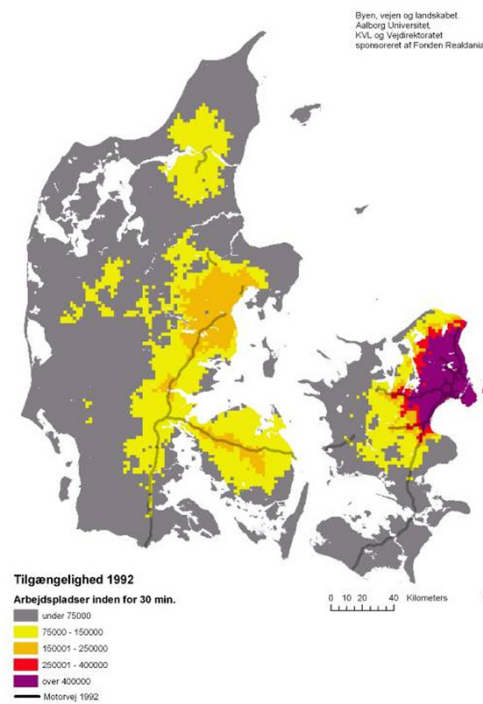 Byen, vejen og landskabet.
Aalborg Universitet,
KVL og Vejdirektoratet
sponsoreret af Fonden Realdania
Tilgængelighed 1992
Arbejdspladser inden for 30 min.
under 75000
75000 - 150000
150001 - 250000
250001 - 400000
over 400000
Motorvej 1992
0 10 20 40 Kilometers